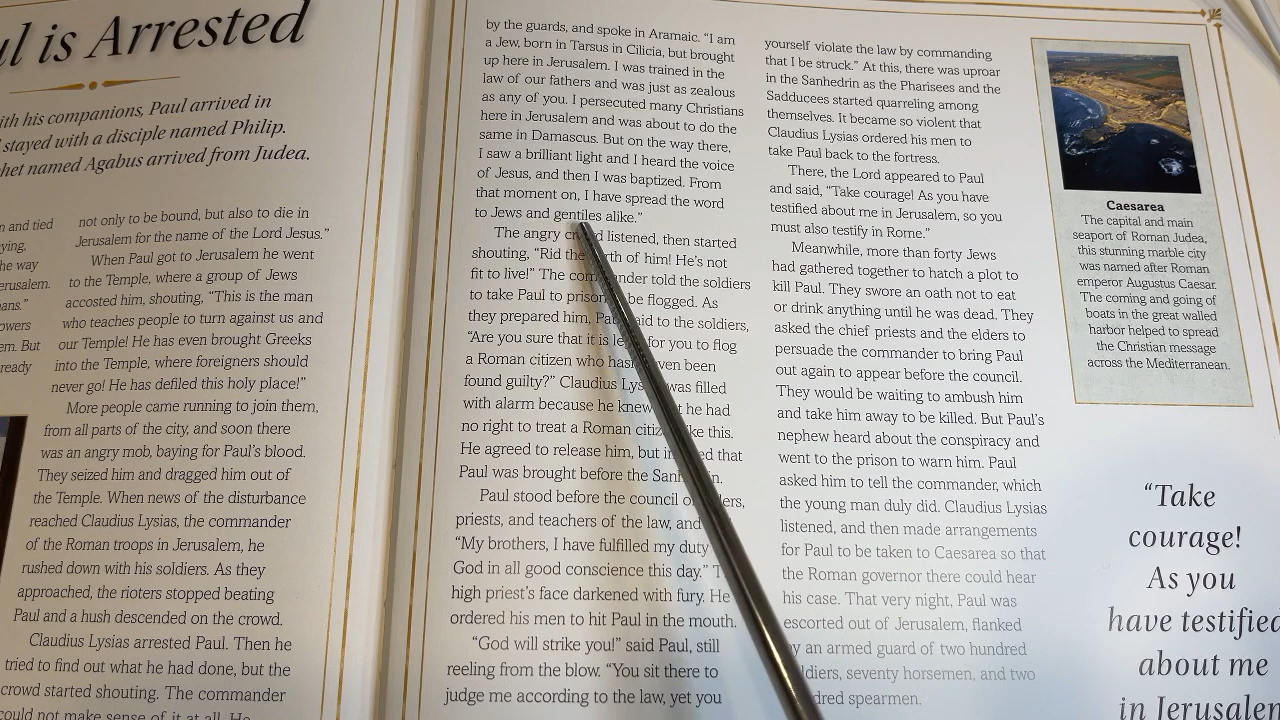 ul is Arrested
ith his companions, Paul arrived in
stayed with a disciple named Philip.
het named Agabus arrived from Judea.
n and tied
ying,
he way
erusalem.
ans."
owers
em. But
ready
not only to be bound, but also to die in
Jerusalem for the name of the Lord Jesus."
When Paul got to Jerusalem he went
to the Temple, where a group of Jews
accosted him, shouting, "This is the man
who teaches people to turn against us and
our Temple! He has even brought Greeks
into the Temple, where foreigners should
never go! He has defiled this holy place!"
More people came running to join them,
from all parts of the city, and soon there
was an angry mob, baying for Paul's blood.
They seized him and dragged him out of
the Temple. When news of the disturbance
reached Claudius Lysias, the commander
of the Roman troops in Jerusalem, he
rushed down with his soldiers. As they
approached, the rioters stopped beating
Paul and a hush descended on the crowd.
Claudius Lysias arrested Paul. Then he
tried to find out what he had done, but the
crowd started shouting. The commander
could not make sense of it at all. He
by the guards, and spoke in Aramaic. "I am
a Jew, born in Tarsus in Cilicia, but brought
up here in Jerusalem. I was trained in the
law of our fathers and was just as zealous
as any of you. I persecuted many Christians
here in Jerusalem and was about to do the
same in Damascus. But on the way there,
I saw a brilliant light and I heard the voice
of Jesus, and then I was baptized. From
that moment on, I have spread the word
to Jews and gentiles alike."
The angry listened, then started
shouting, "Rid the of him! He's not
fit to live!" The told the soldiers
to take Paul to prison be flogged. As
they prepared him, to the soldiers,
"Are you sure that it is for you to flog
a Roman citizen who been
found guilty?" Claudius was filled
with alarm because he knew he had
no right to treat a Roman this.
He agreed to release him, but that
Paul was brought before the
Paul stood before the council of
priests, and teachers of the law, and
"My brothers, I have fulfilled my duty
God in all good conscience this day."
high priest's face darkened with fury. He
ordered his men to hit Paul in the mouth.
"God will strike you!" said Paul, still
reeling from the blow. "You sit there to
judge me according to the law, yet you
yourself violate the law by commanding
that I be struck." At this, there was uproar
in the Sanhedrin as the Pharisees and the
Sadducees started quarreling among
themselves. It became so violent that
Claudius Lysias ordered his men to
take Paul back to the fortress.
There, the Lord appeared to Paul
and said, "Take courage! As you have
testified about me in Jerusalem, so you
must also testify in Rome."
Meanwhile, more than forty Jews
had gathered together to hatch a plot to
kill Paul. They swore an oath not to eat
or drink anything until he was dead. They
asked the chief priests and the elders to
persuade the commander to bring Paul
out again to appear before the council.
They would be waiting to ambush him
and take him away to be killed. But Paul's
nephew heard about the conspiracy and
went to the prison to warn him. Paul
asked him to tell the commander, which
the young man duly did. Claudius Lysias
listened, and then made arrangements
for Paul to be taken to Caesarea so that
the Roman governor there could hear
his case. That very night, Paul was
escorted out of Jerusalem, flanked
an armed guard of two hundred
seventy horsemen, and two
spearmen.
Caesarea
The capital and main
seaport of Roman Judea,
this stunning marble city
was named after Roman
emperor Augustus Caesar.
The coming and going of
boats in the great walled
harbor helped to spread
the Christian message
across the Mediterranean.
"Take
courage!
As you
have testified
about me
in Jerusalem